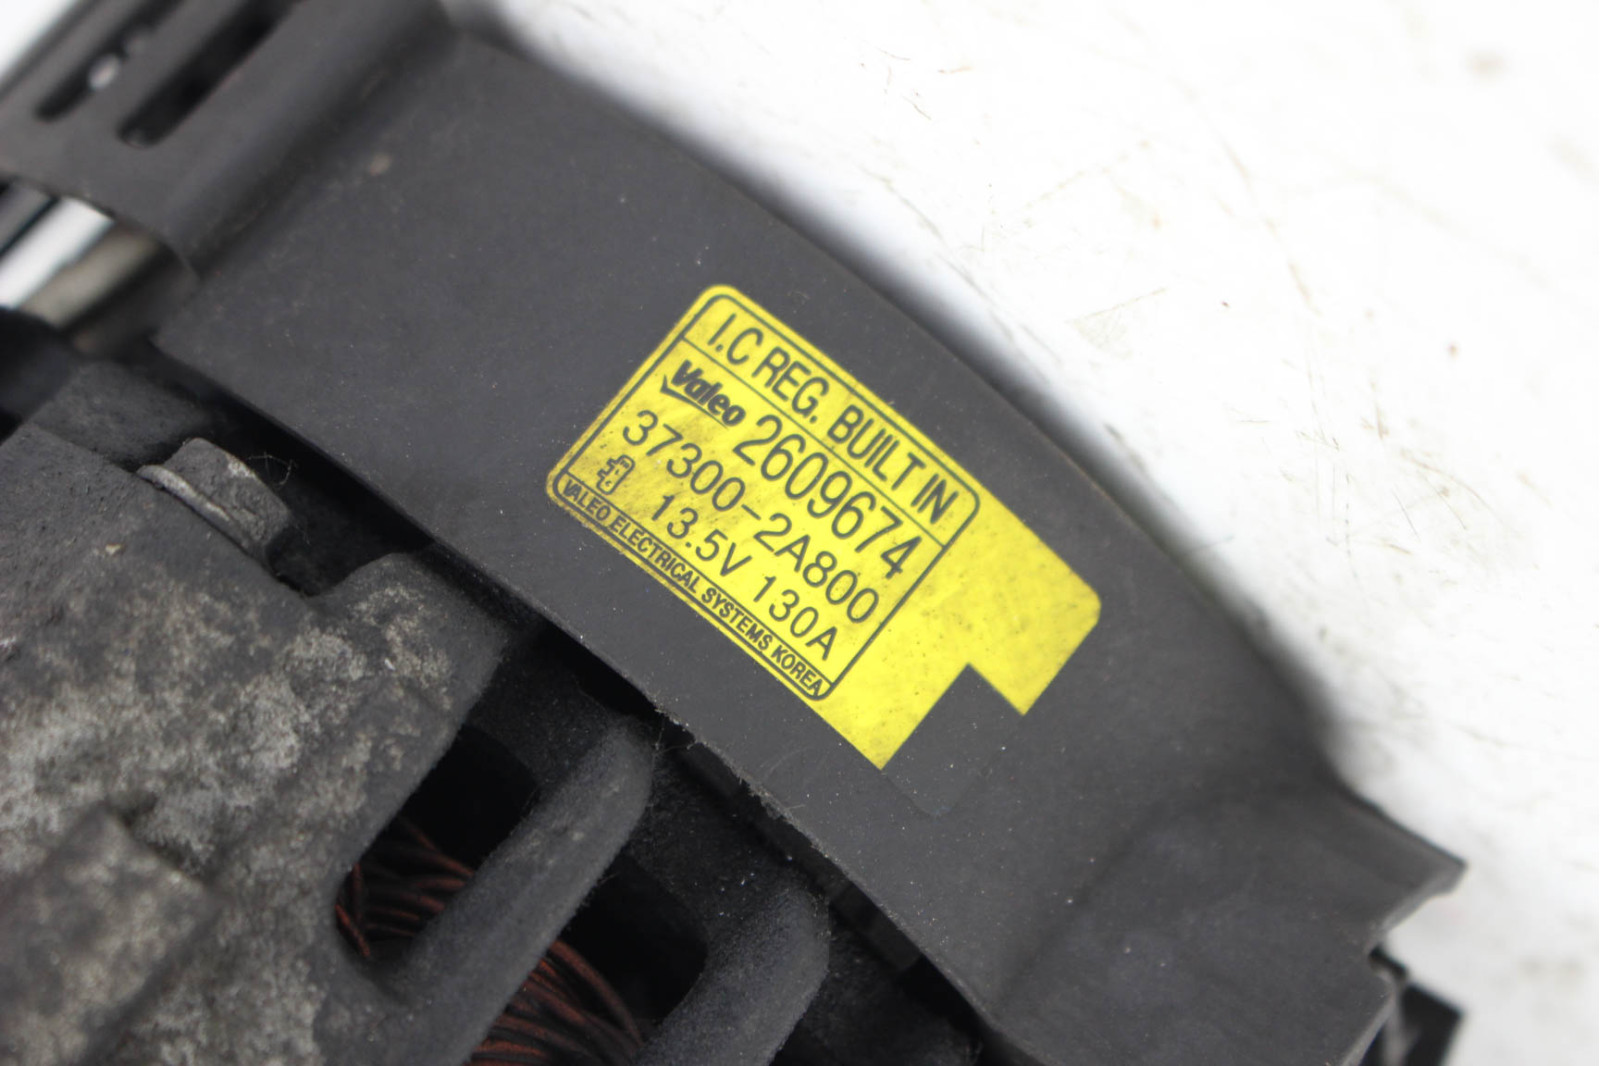 I.C REG. BUILT IN
Valeo 2609674
37300-2A800
13.5V 130A
VALEO ELECTRICAL SYSTEMS KOREA